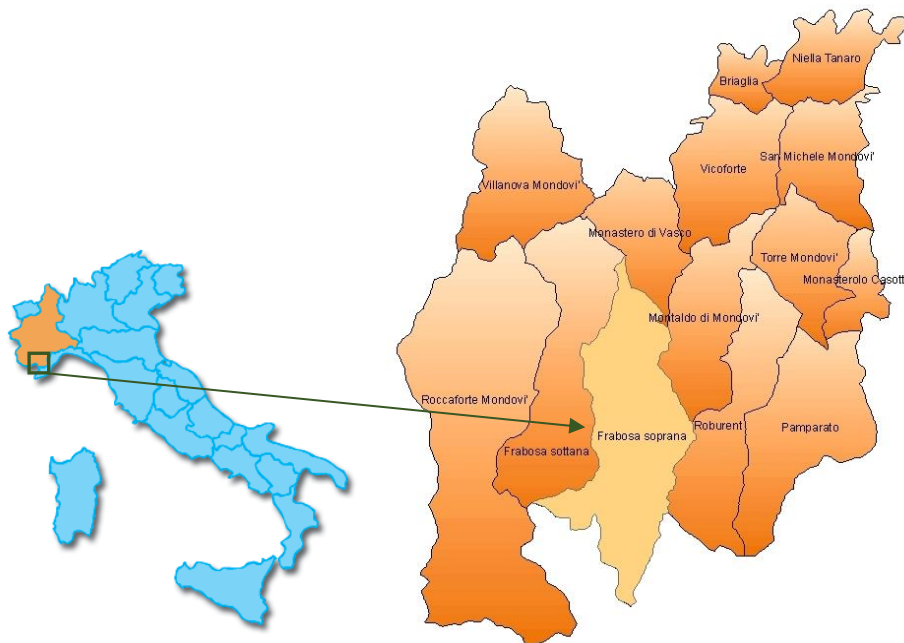 Niella Tanaro
Briaglia
San Michele Mondovi'
Vicoforte
Villanova Mondovi'
Monastero di Vasco
Torre Mondovi'
Monasterolo Casott
Montaldo di Mondovi'
Roccaforte Mondovi'
Roburent
Pamparato
Frabosa soprana
Frabosa sottana